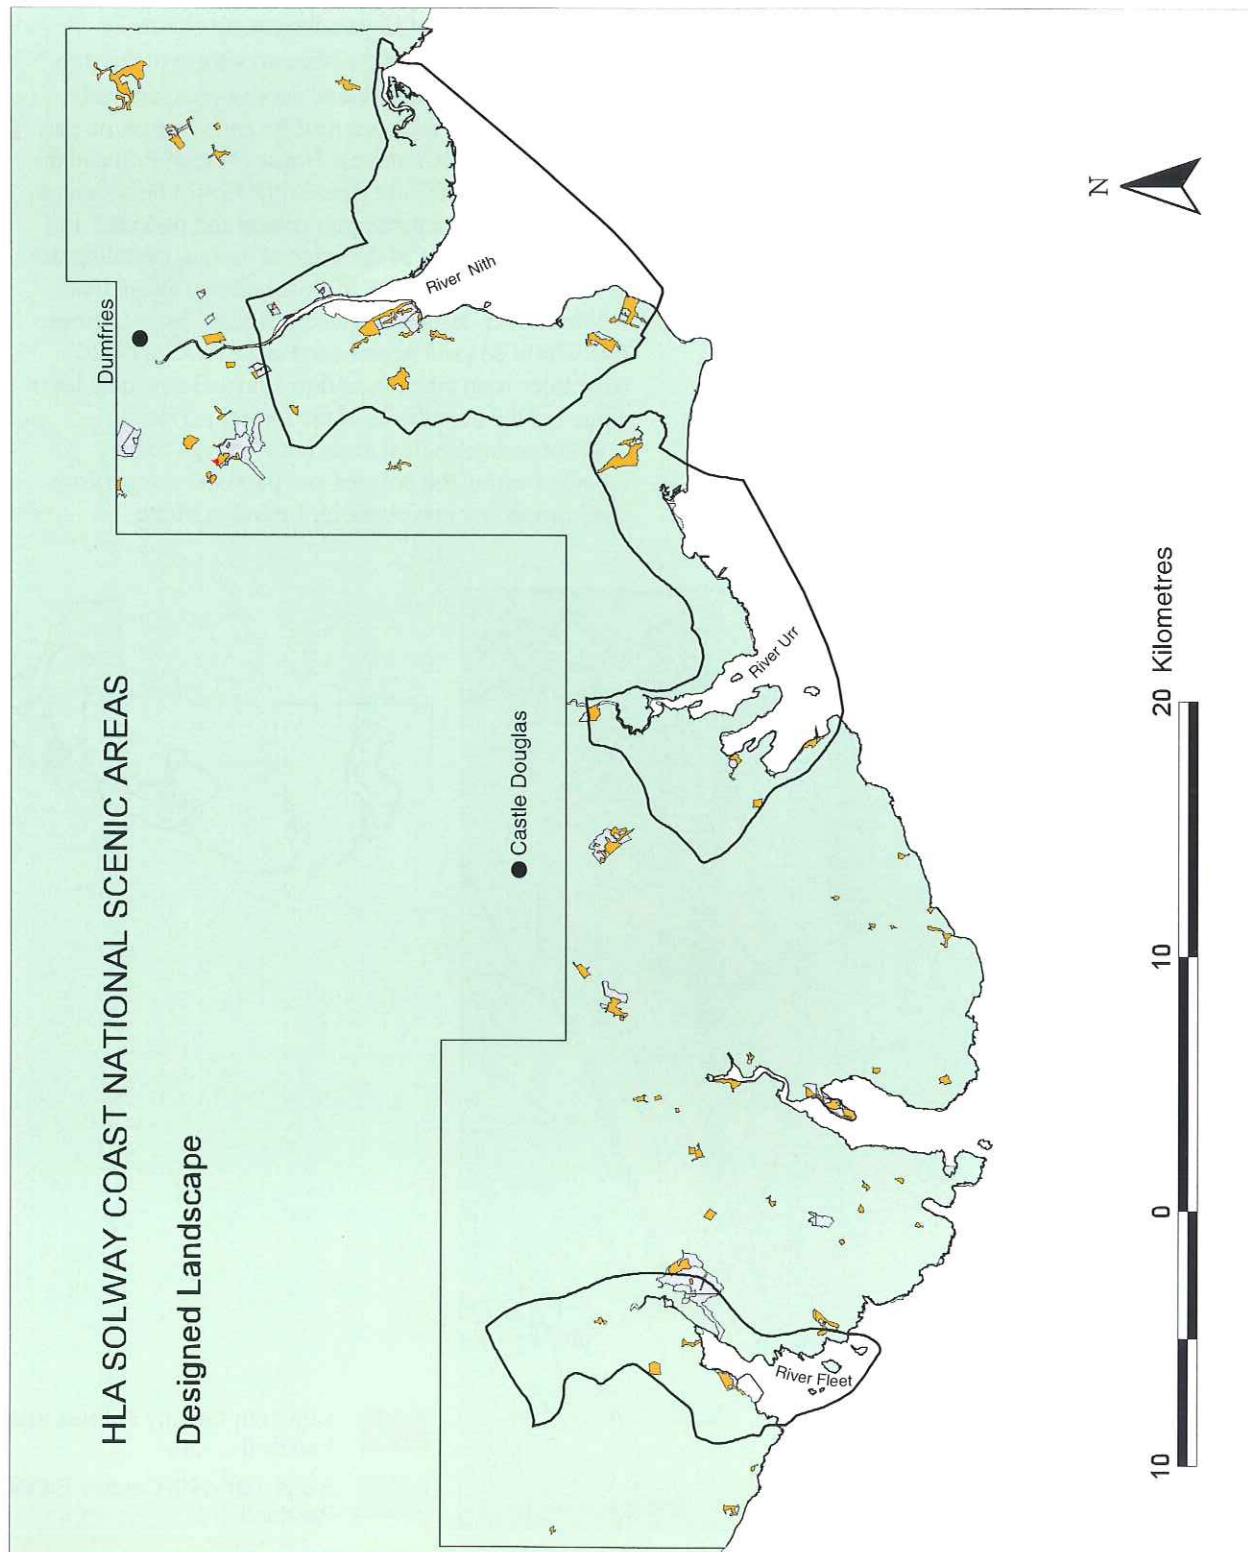 HLA SOLWAY COAST NATIONAL SCENIC AREAS
Designed Landscape
Dumfries
River Nith
Castle Douglas
River Urr
River Fleet
N
10 0 10 20 Kilometres